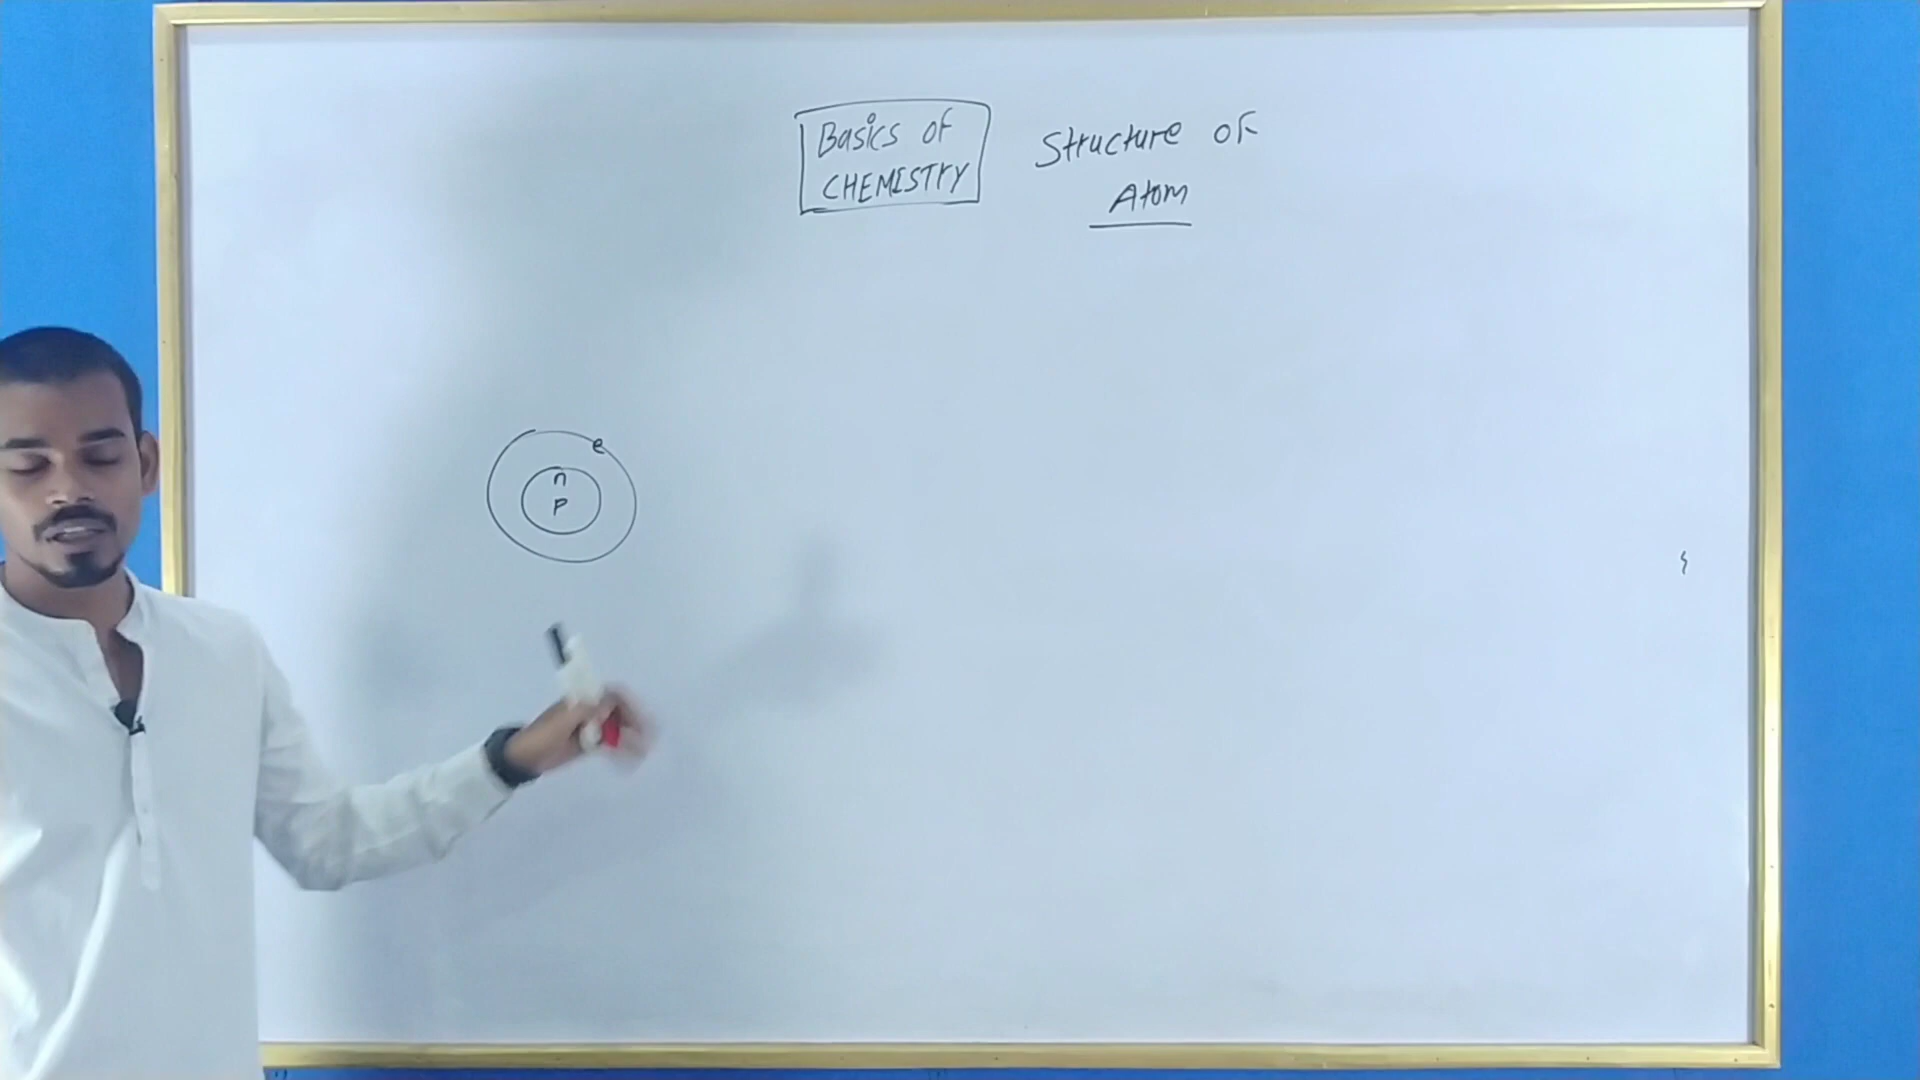 Basics of
CHEMISTRY
Structure of
Atom
e
n
P